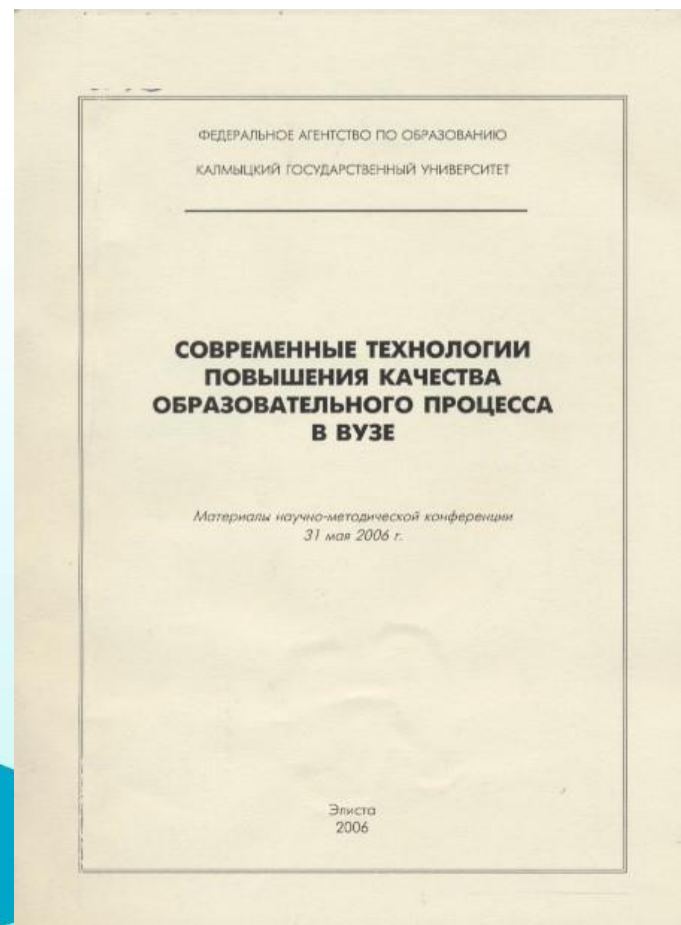 ФЕДЕРАЛЬНОЕ АГЕНТСТВО ПО ОБРАЗОВАНИЮ
КАЛМЫЦКИЙ ГОСУДАРСТВЕННЫЙ УНИВЕРСИТЕТ
СОВРЕМЕННЫЕ ТЕХНОЛОГИИ
ПОВЫШЕНИЯ КАЧЕСТВА
ОБРАЗОВАТЕЛЬНОГО ПРОЦЕССА
В ВУЗЕ
Материалы научно-методической конференции
31 мая 2006 г.
Элиста
2006